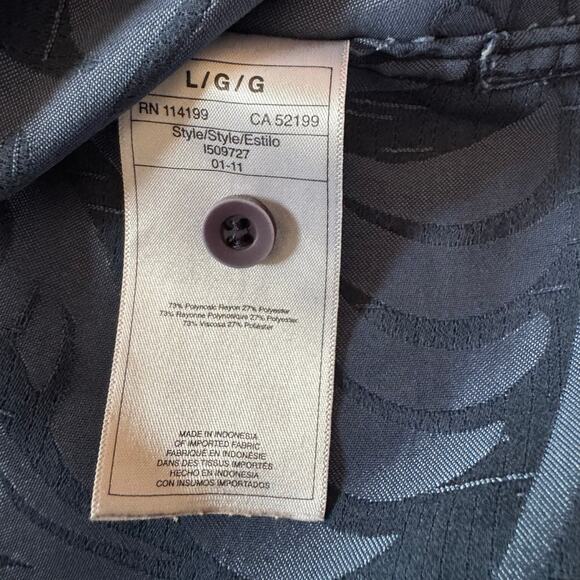 L/G/G
RN 114199 CA 52199
Style/Style/Estilo
I509727
01-11
73% Polynosic Rayon 27% Polyester
73% Rayonne Polynosique 27% Polyester
73% Viscosa 27% Poliéster
MADE IN INDONESIA
OF IMPORTED FABRIC
FABRIQUÉ EN INDONÉSIE
DANS DES TISSUS IMPORTÉS
HECHO EN INDONESIA
CON INSUMOS IMPORTADOS